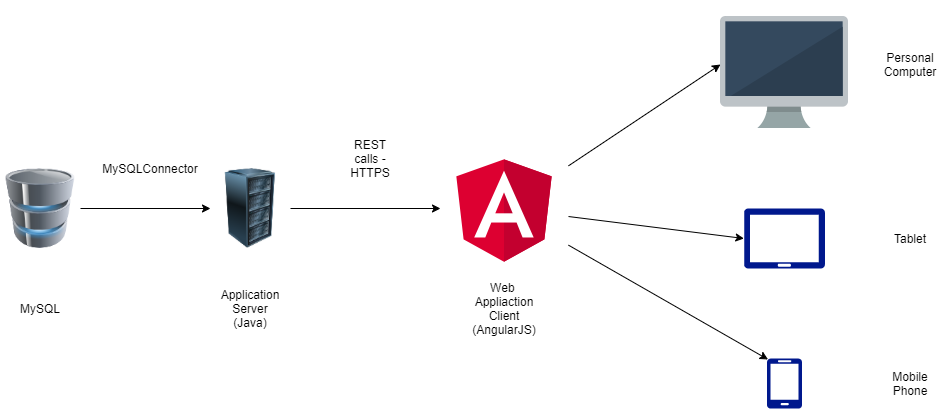 MySQLConnector
REST
calls -
HTTPS
Personal
Computer
Tablet
Mobile
Phone
MySQL
Application
Server
(Java)
Web
Appliaction
Client
(AngularJS)
A